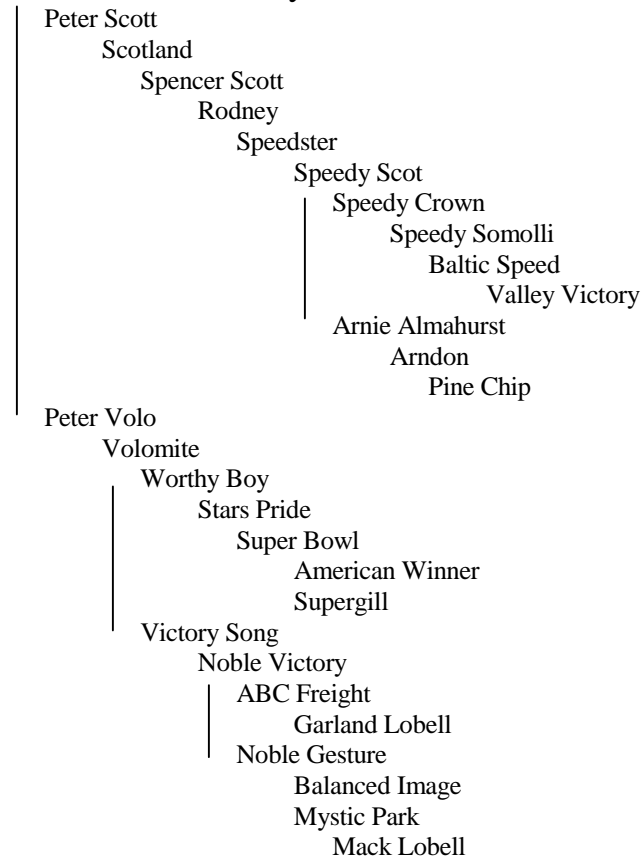 Peter Scott
Scotland
Spencer Scott
Rodney
Speedster
Speedy Scot
Speedy Crown
Speedy Somolli
Baltic Speed
Valley Victory
Arnie Almahurst
Arndon
Pine Chip
Peter Volo
Volomite
Worthy Boy
Stars Pride
Super Bowl
American Winner
Supergill
Victory Song
Noble Victory
ABC Freight
Garland Lobell
Noble Gesture
Balanced Image
Mystic Park
Mack Lobell